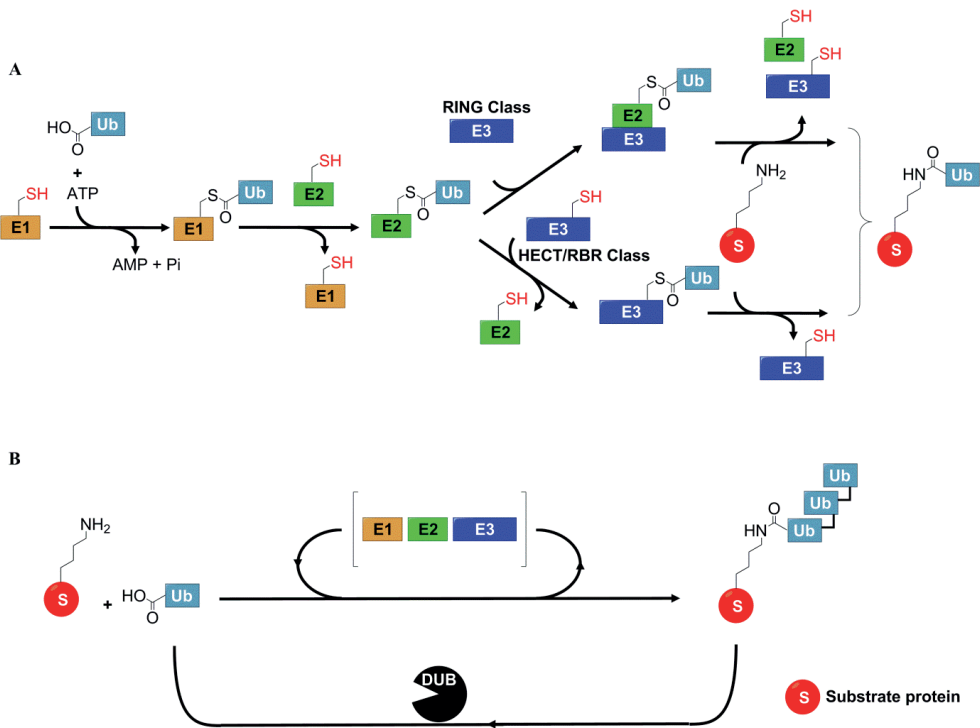 A
SH
E2
SH
E3
RING Class
E3
S
O
Ub
E2
E3
HO
O
Ub
+
ATP
SH
E1
AMP + Pi
S
O
Ub
E1
SH
E2
SH
E1
S
O
Ub
E2
SH
E3
HECT/RBR Class
SH
E2
S
O
Ub
E3
NH2
S
SH
E3
O
HN
Ub
S
B
NH2
S
+
HO
O
Ub
E1 E2 E3
Ub
Ub
Ub
O
HN
S
DUB
S Substrate protein